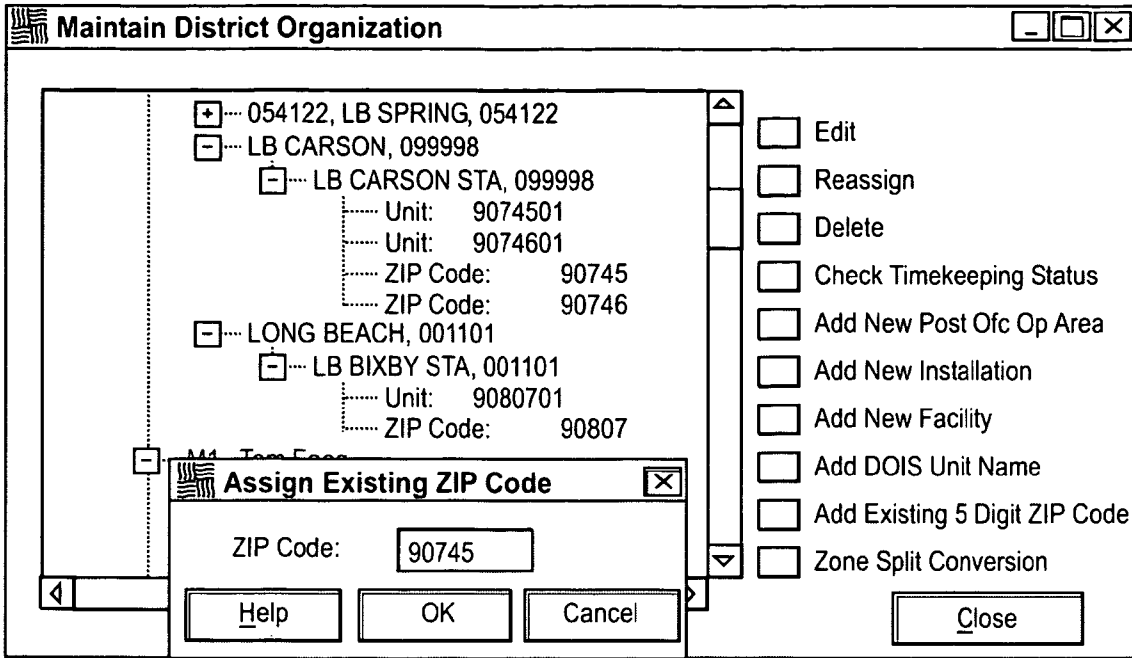 Maintain District Organization
054122, LB SPRING, 054122
LB CARSON, 099998
LB CARSON STA, 099998
Unit: 9074501
Unit: 9074601
ZIP Code: 90745
ZIP Code: 90746
LONG BEACH, 001101
LB BIXBY STA, 001101
Unit: 9080701
ZIP Code: 90807
Edit
Reassign
Delete
Check Timekeeping Status
Add New Post Ofc Op Area
Add New Installation
Add New Facility
Add DOIS Unit Name
Add Existing 5 Digit ZIP Code
Zone Split Conversion
Close
Assign Existing ZIP Code
ZIP Code: 90745
Help
OK
Cancel